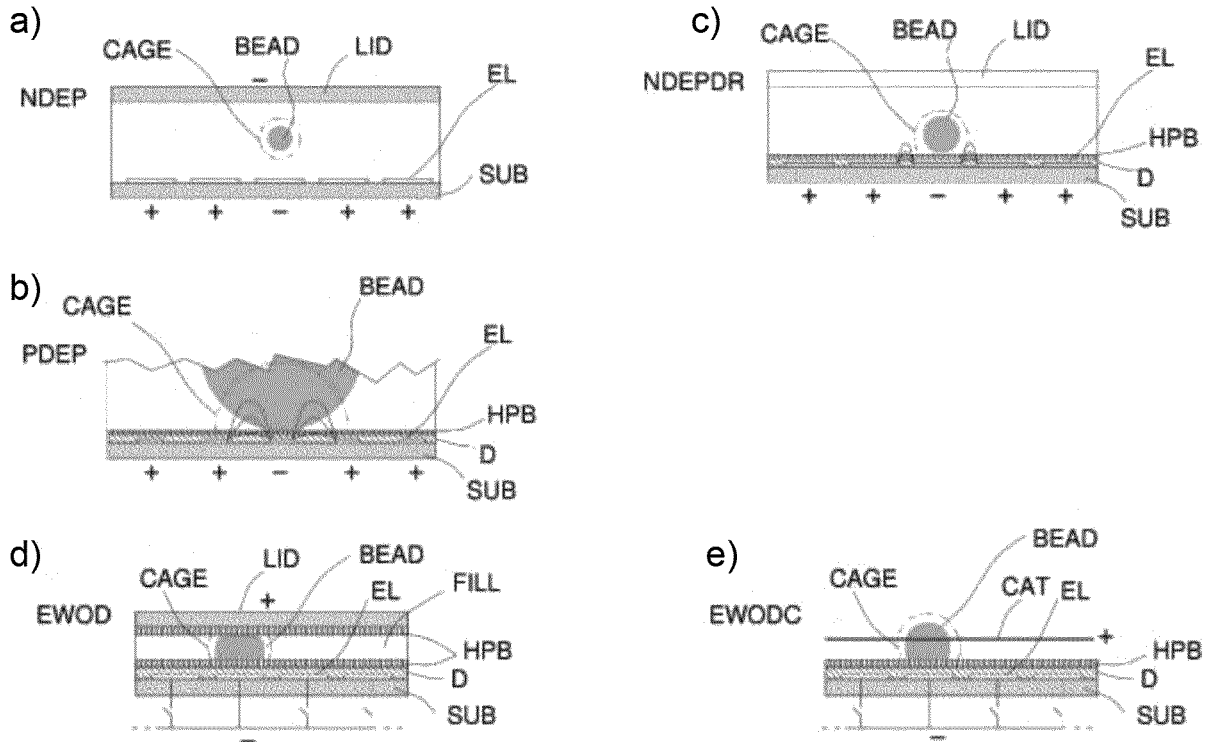 a)
CAGE BEAD LID
EL
NDEP
−
SUB
+ + − + +
c)
CAGE BEAD LID
EL
NDEPDR
HPB
D
SUB
+ + − + +
b)
CAGE BEAD
EL
PDEP
HPB
D
SUB
+ + − + +
d)
CAGE LID BEAD
EL FILL
EWOD
+
HPB
D
SUB
−
e)
BEAD
CAGE CAT EL
EWODC
+
HPB
D
SUB
−